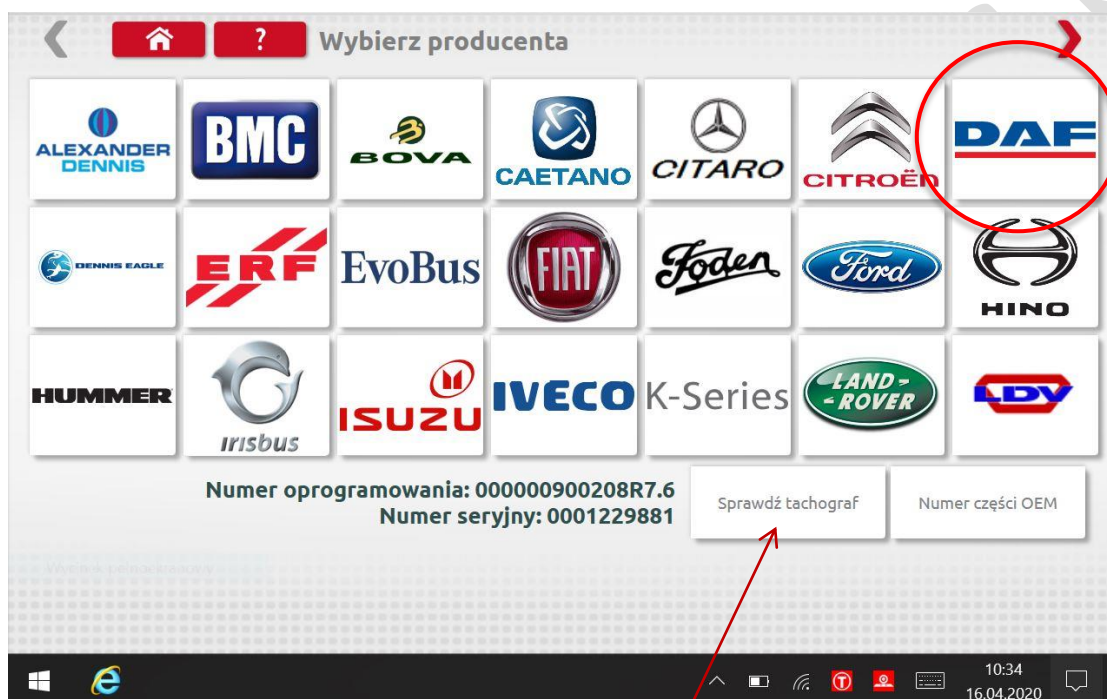 ?
Wybierz producenta
ALEXANDER
DENNIS
BMC
BOVA
CAETANO
CITARO
CITROËN
DAF
DENNIS EAGLE
ERF
EvoBus
FIAT
Foden
Ford
HINO
HUMMER
irisbus
ISUZU
IVECO
K-Series
LAND-
-ROVER
LDV
Numer oprogramowania: 000000900208R7.6
Numer seryjny: 0001229881
Sprawdź tachograf
Numer części OEM
10:34
16.04.2020